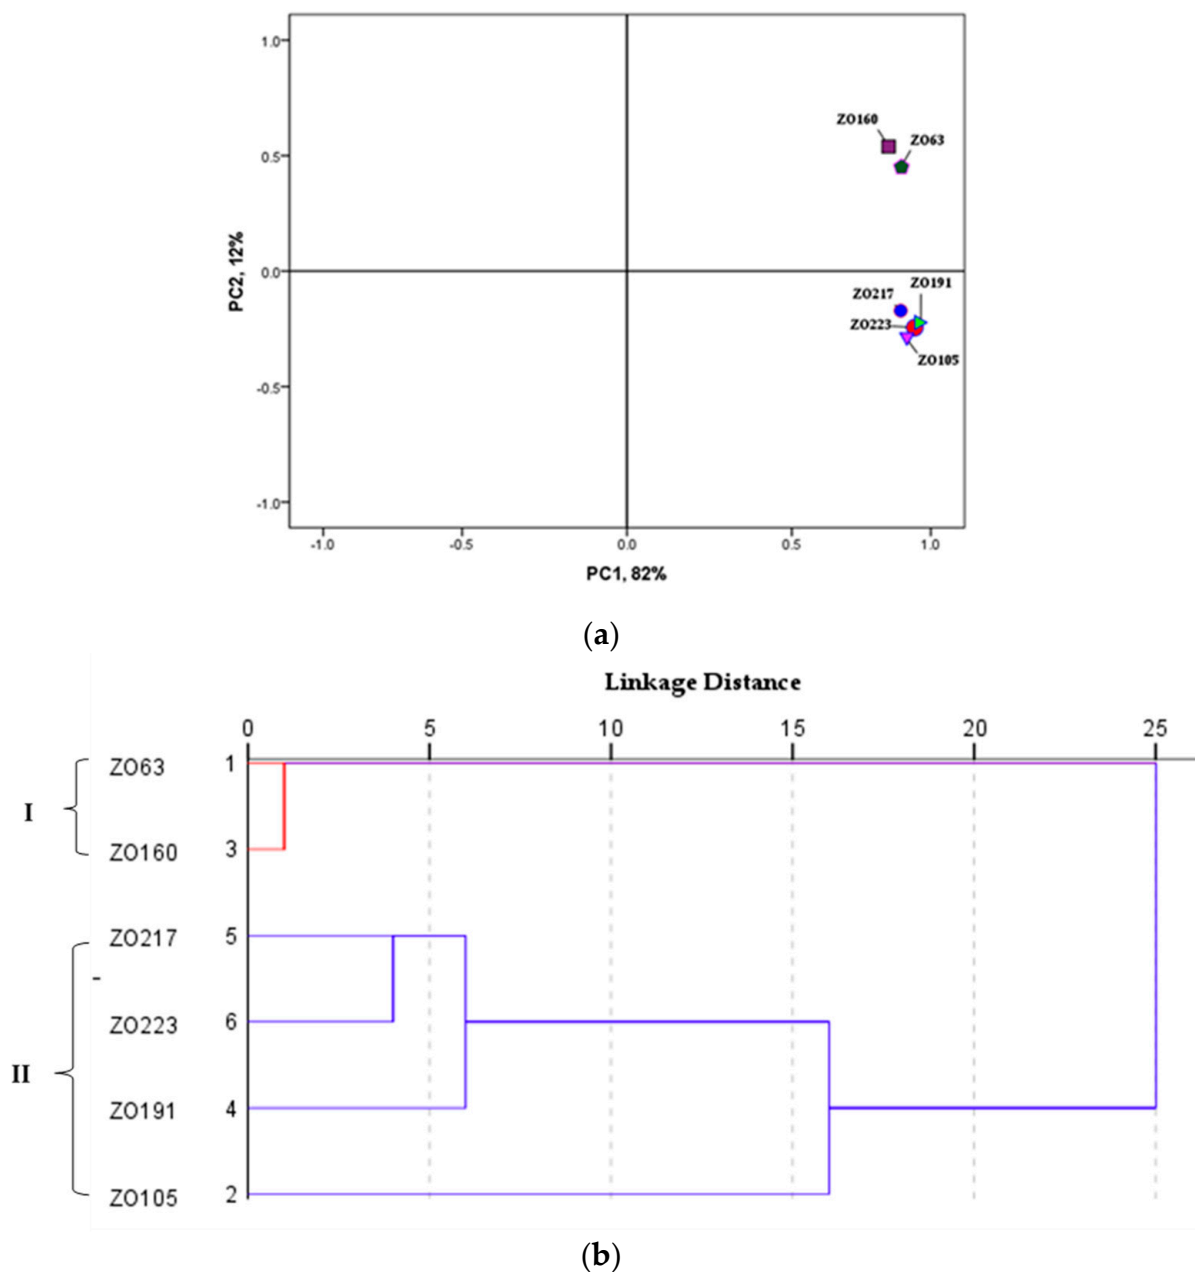 1.0
ZO160
ZO63
0.5
PC2, 12%
0.0
ZO191
ZO217
ZO223
ZO105
-0.5
-1.0
-1.0 -0.5 0.0 0.5 1.0
PC1, 82%
(a)
Linkage Distance
0 5 10 15 20 25
ZO63 1
I
ZO160 3
ZO217 5
-
ZO223 6
II
ZO191 4
ZO105 2
(b)